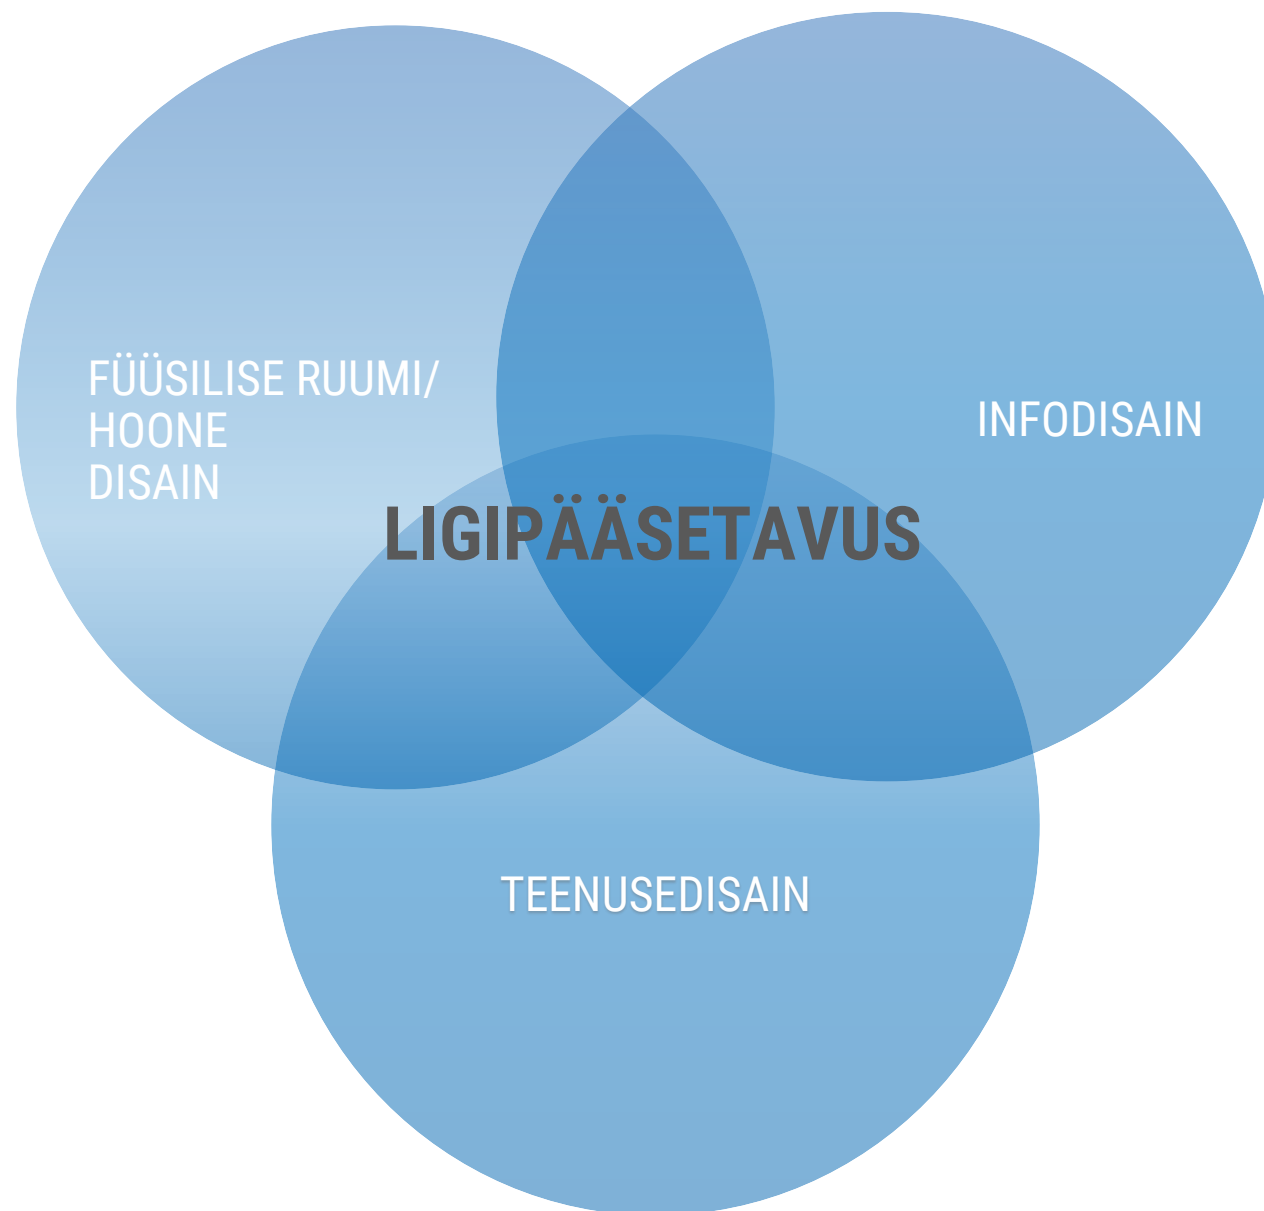 FÜÜSILISE RUUMI/
HOONE
DISAIN
INFODISAIN
LIGIPÄÄSETAVUS
TEENUSEDISAIN